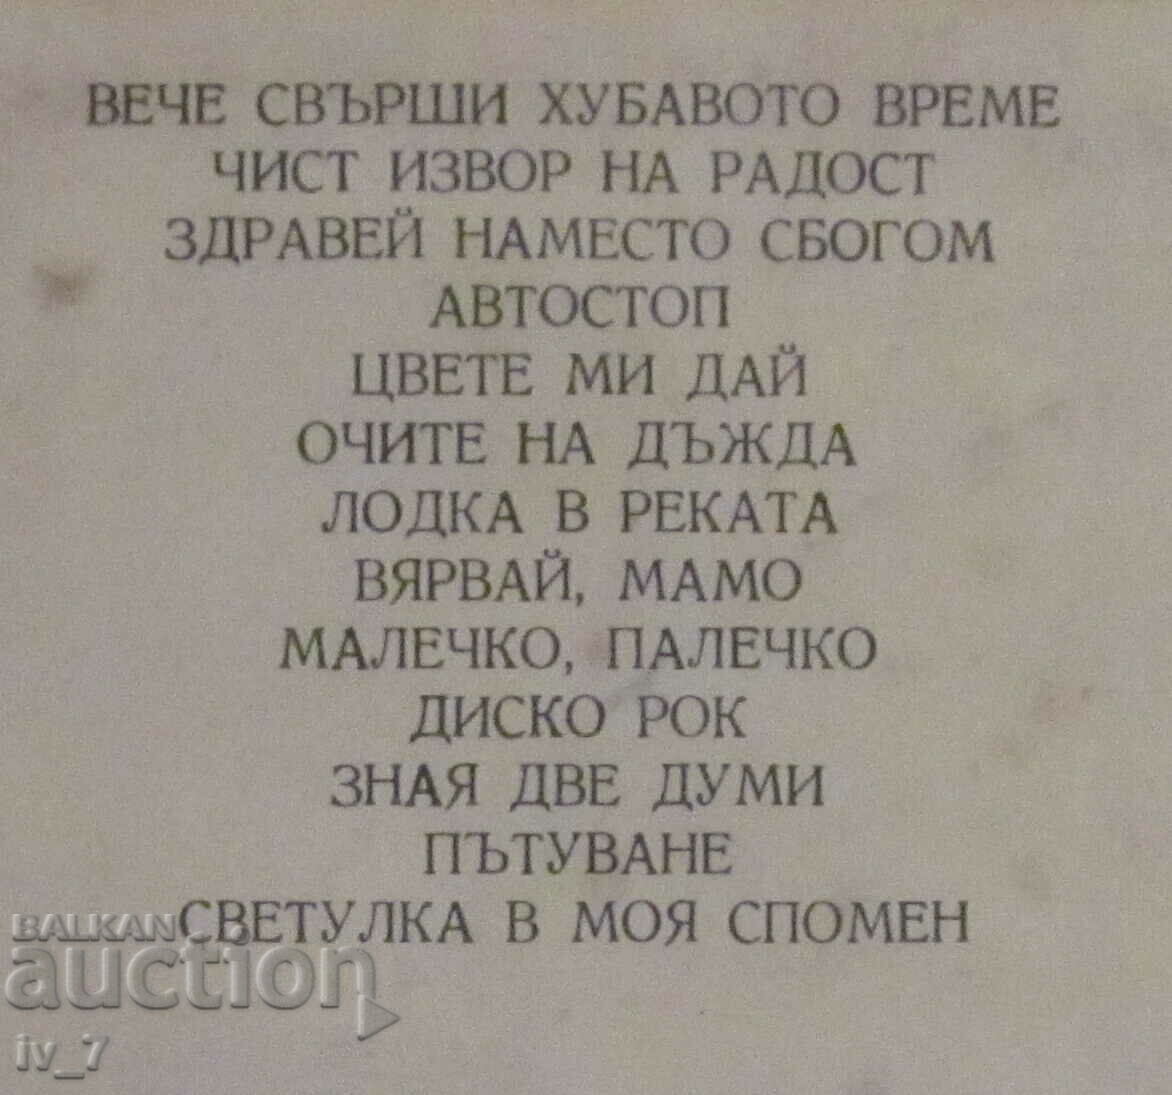 ВЕЧЕ СВЪРШИ ХУБАВОТО ВРЕМЕ
ЧИСТ ИЗВОР НА РАДОСТ
ЗДРАВЕЙ НАМЕСТО СБОГОМ
АВТОСТОП
ЦВЕТЕ МИ ДАЙ
ОЧИТЕ НА ДЪЖДА
ЛОДКА В РЕКАТА
ВЯРВАЙ, МАМО
МАЛЕЧКО, ПАЛЕЧКО
ДИСКО РОК
ЗНАЯ ДВЕ ДУМИ
ПЪТУВАНЕ
СВЕТУЛКА В МОЯ СПОМЕН
BALKAN
auction
iv_7